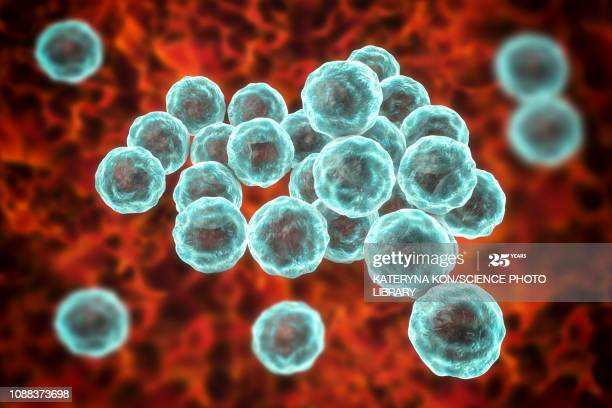 gettyimages® 25 YEARS
KATERYNA KON/SCIENCE PHOTO
LIBRARY
1088373698